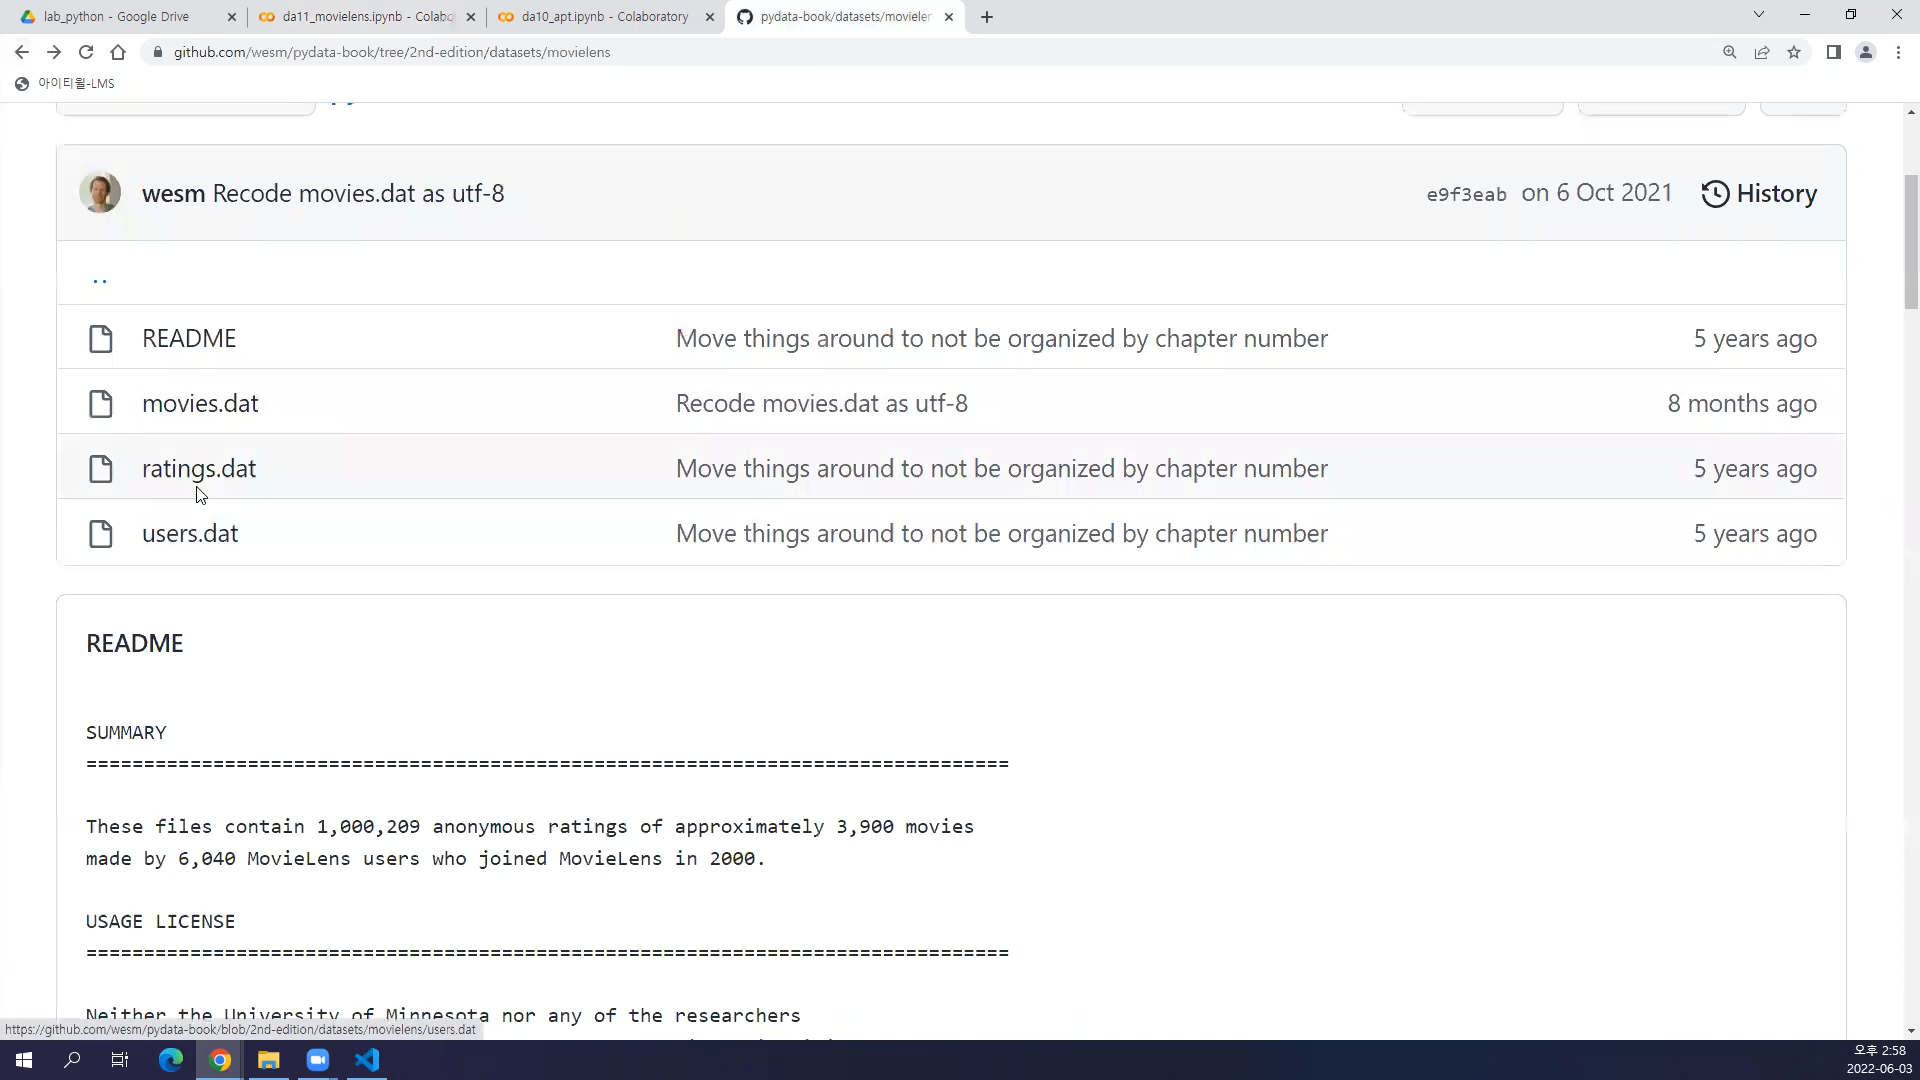 lab_python - Google Drive
da11_movielens.ipynb - Colabo
da10_apt.ipynb - Colaboratory
pydata-book/datasets/movielen
github.com/wesm/pydata-book/tree/2nd-edition/datasets/movielens
아이티윌-LMS
wesm Recode movies.dat as utf-8
e9f3eab on 6 Oct 2021 History
..
README Move things around to not be organized by chapter number 5 years ago
movies.dat Recode movies.dat as utf-8 8 months ago
ratings.dat Move things around to not be organized by chapter number 5 years ago
users.dat Move things around to not be organized by chapter number 5 years ago
README
SUMMARY
================================================================================
These files contain 1,000,209 anonymous ratings of approximately 3,900 movies
made by 6,040 MovieLens users who joined MovieLens in 2000.
USAGE LICENSE
================================================================================
Neither the University of Minnesota nor any of the researchers
https://github.com/wesm/pydata-book/blob/2nd-edition/datasets/movielens/users.dat
오후 2:58
2022-06-03